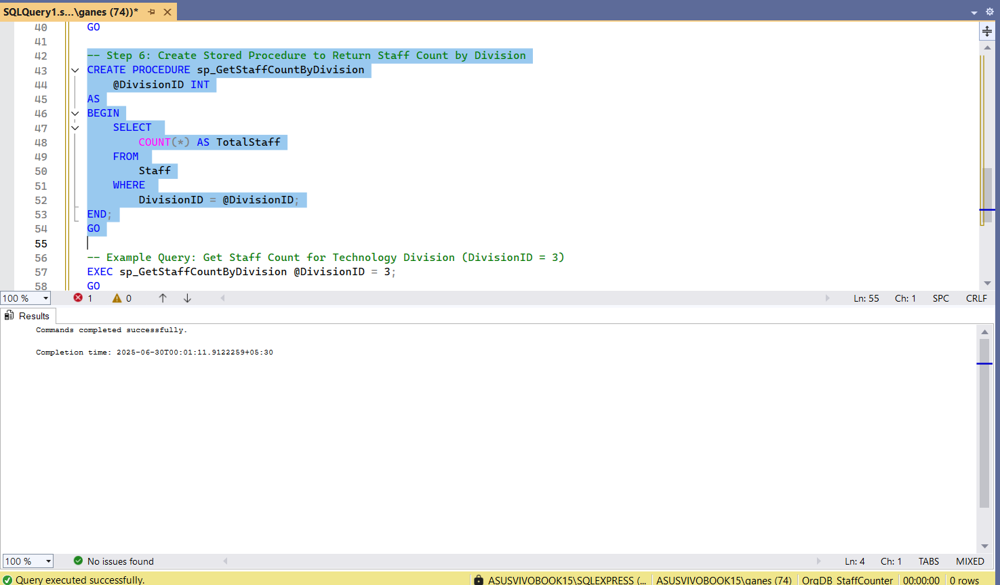 SQLQuery1.s...\ganes (74))*
40 GO
41
42 -- Step 6: Create Stored Procedure to Return Staff Count by Division
43 CREATE PROCEDURE sp_GetStaffCountByDivision
44 @DivisionID INT
45 AS
46 BEGIN
47 SELECT
48 COUNT(*) AS TotalStaff
49 FROM
50 Staff
51 WHERE
52 DivisionID = @DivisionID;
53 END;
54 GO
55
56 -- Example Query: Get Staff Count for Technology Division (DivisionID = 3)
57 EXEC sp_GetStaffCountByDivision @DivisionID = 3;
58 GO
100 % 1 0 Ln: 55 Ch: 1 SPC CRLF
Results
Commands completed successfully.
Completion time: 2025-06-30T00:01:11.9122259+05:30
100 % No issues found Ln: 4 Ch: 1 TABS MIXED
Query executed successfully. ASUSVIVOBOOK15\SQLEXPRESS (... ASUSVIVOBOOK15\ganes (74) OrgDB_StaffCounter 00:00:00 0 rows